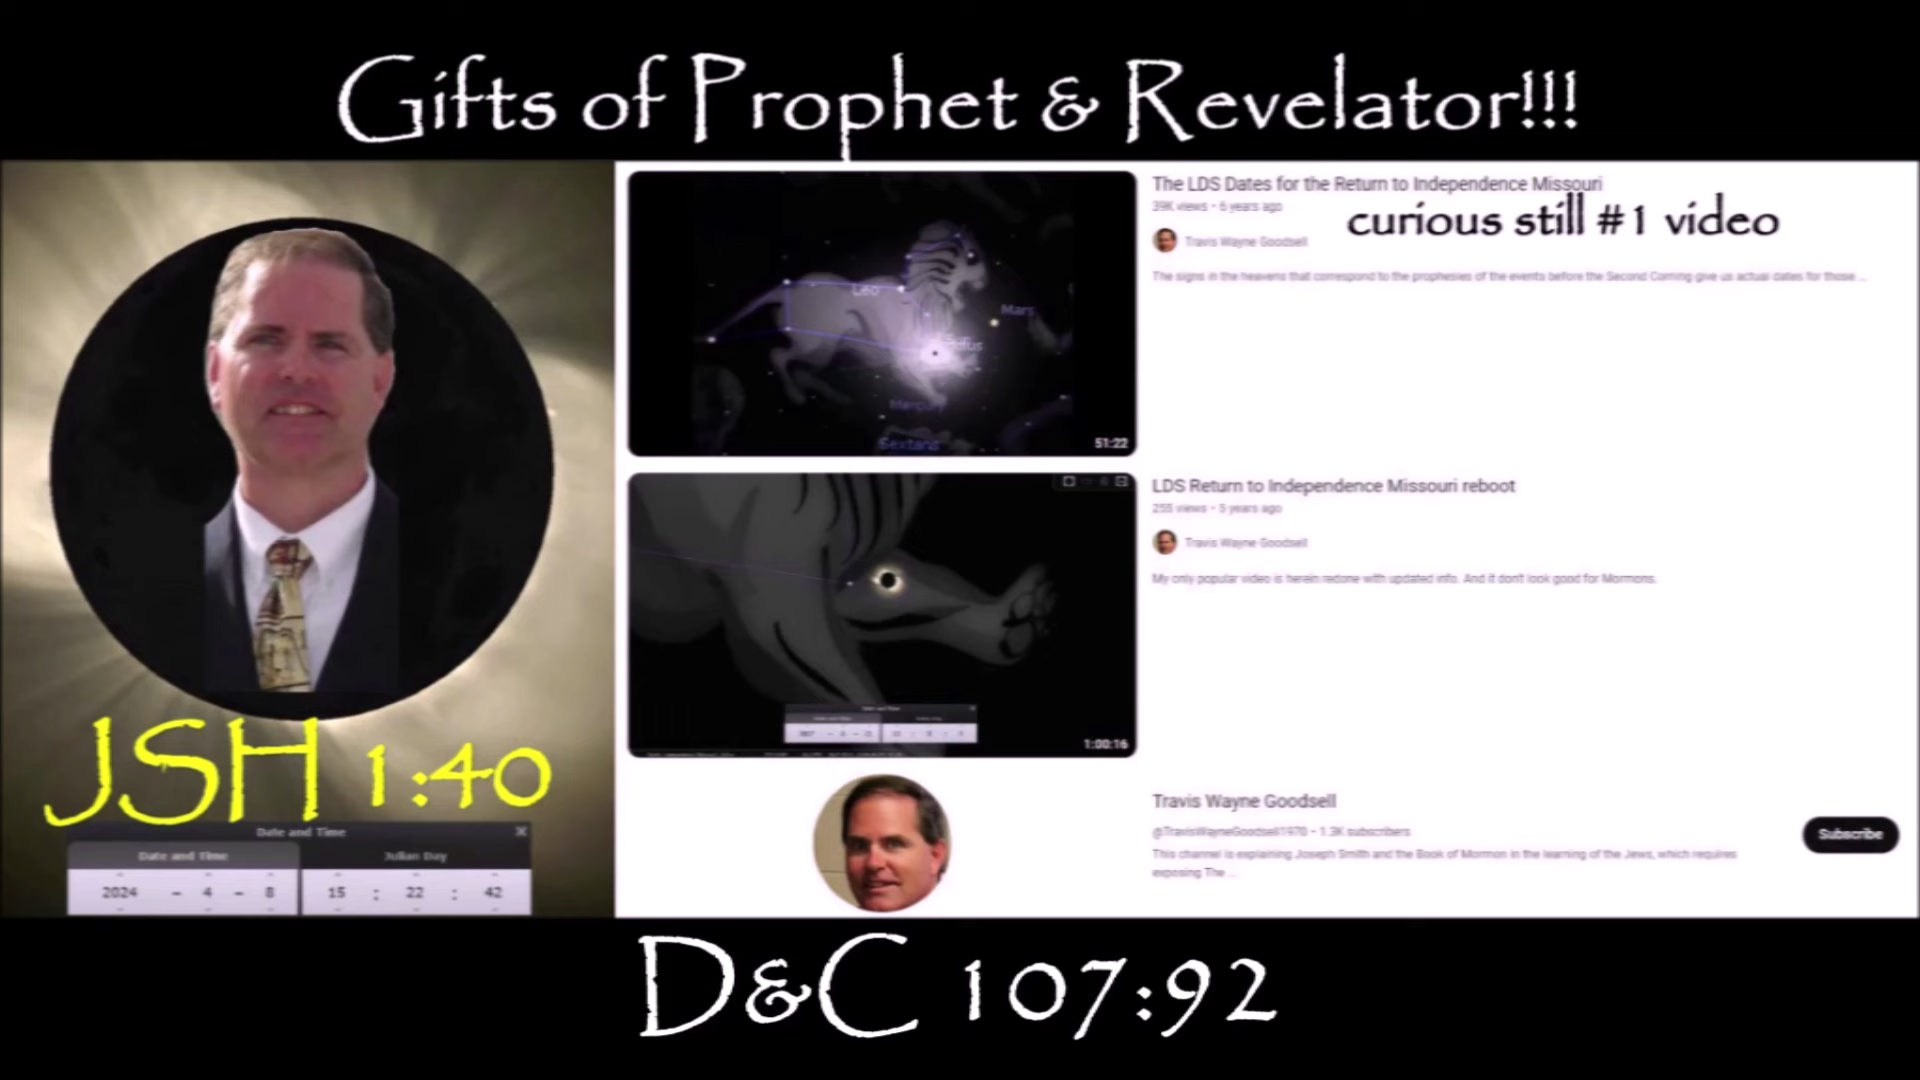 Gifts of Prophet & Revelator!!!
The LDS Dates for the Return to Independence Missouri
39K views • 6 years ago
curious still #1 video
Travis Wayne Goodsell
The signs in the heavens that correspond to the prophesies of the events before the Second Coming give us actual dates for those ...
Leo
Mars
Mercury
Sextans
51:22
LDS Return to Independence Missouri reboot
255 views • 5 years ago
Travis Wayne Goodsell
My only popular video is herein redone with updated info. And it don't look good for Mormons.
1:00:16
JSH 1:40
Date and Time
Date and Time Julian Day
2024 - 4 - 8 15 : 22 : 42
Travis Wayne Goodsell
@TravisWayneGoodsell1970 • 1.3K subscribers
This channel is explaining Joseph Smith and the Book of Mormon in the learning of the Jews, which requires
exposing The ...
Subscribe
D&C 107:92